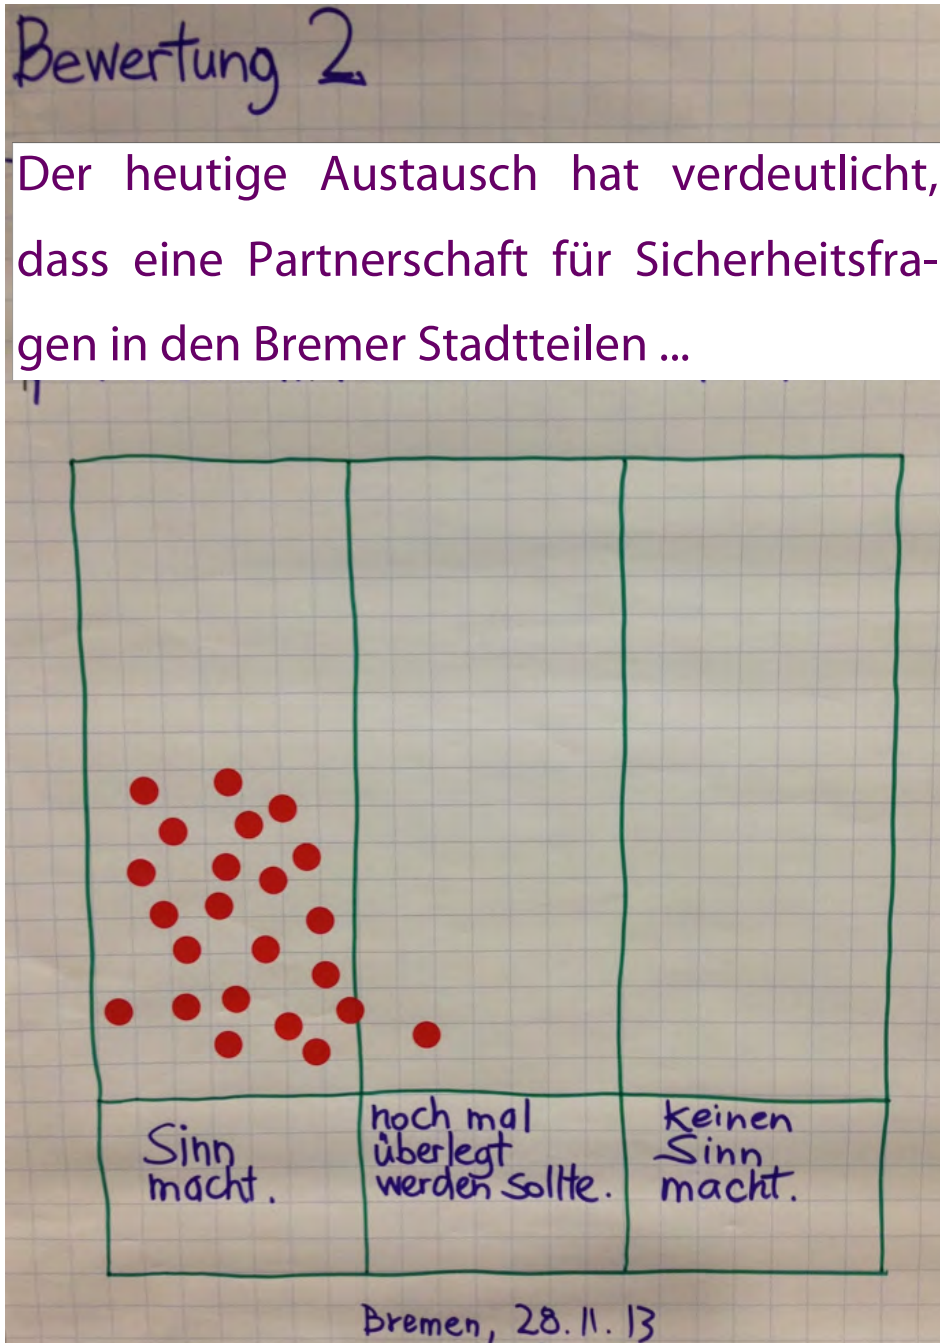 Bewertung 2
Der heutige Austausch hat verdeutlicht,
dass eine Partnerschaft für Sicherheitsfra-
gen in den Bremer Stadtteilen ...
Sinn
macht.
noch mal
überlegt
werden sollte.
keinen
Sinn
macht.
Bremen, 28.11.13